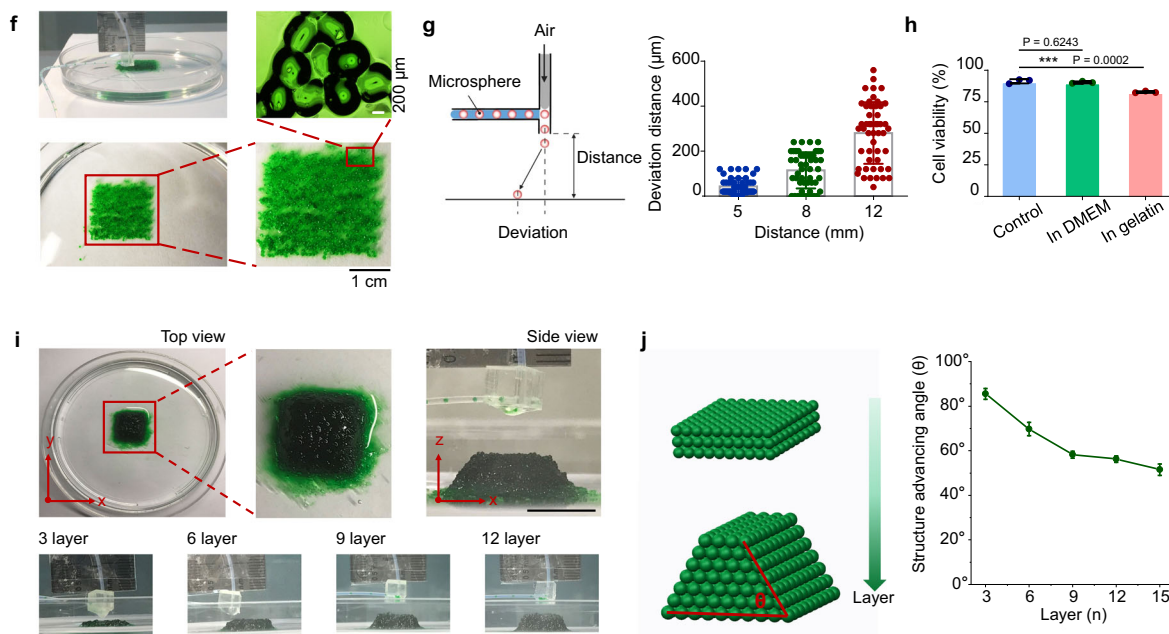 f
200 µm
1 cm
g
Air
Microsphere
Distance
Deviation
Deviation distance (µm)
600
400
200
0
5
8
12
Distance (mm)
h
P = 0.6243
*** P = 0.0002
Cell viability (%)
100
75
50
25
0
Control
In DMEM
In gelatin
i
Top view
Side view
y
x
z
x
3 layer
6 layer
9 layer
12 layer
j
θ
Layer
Structure advancing angle (θ)
100°
80°
60°
40°
20°
0°
3
6
9
12
15
Layer (n)